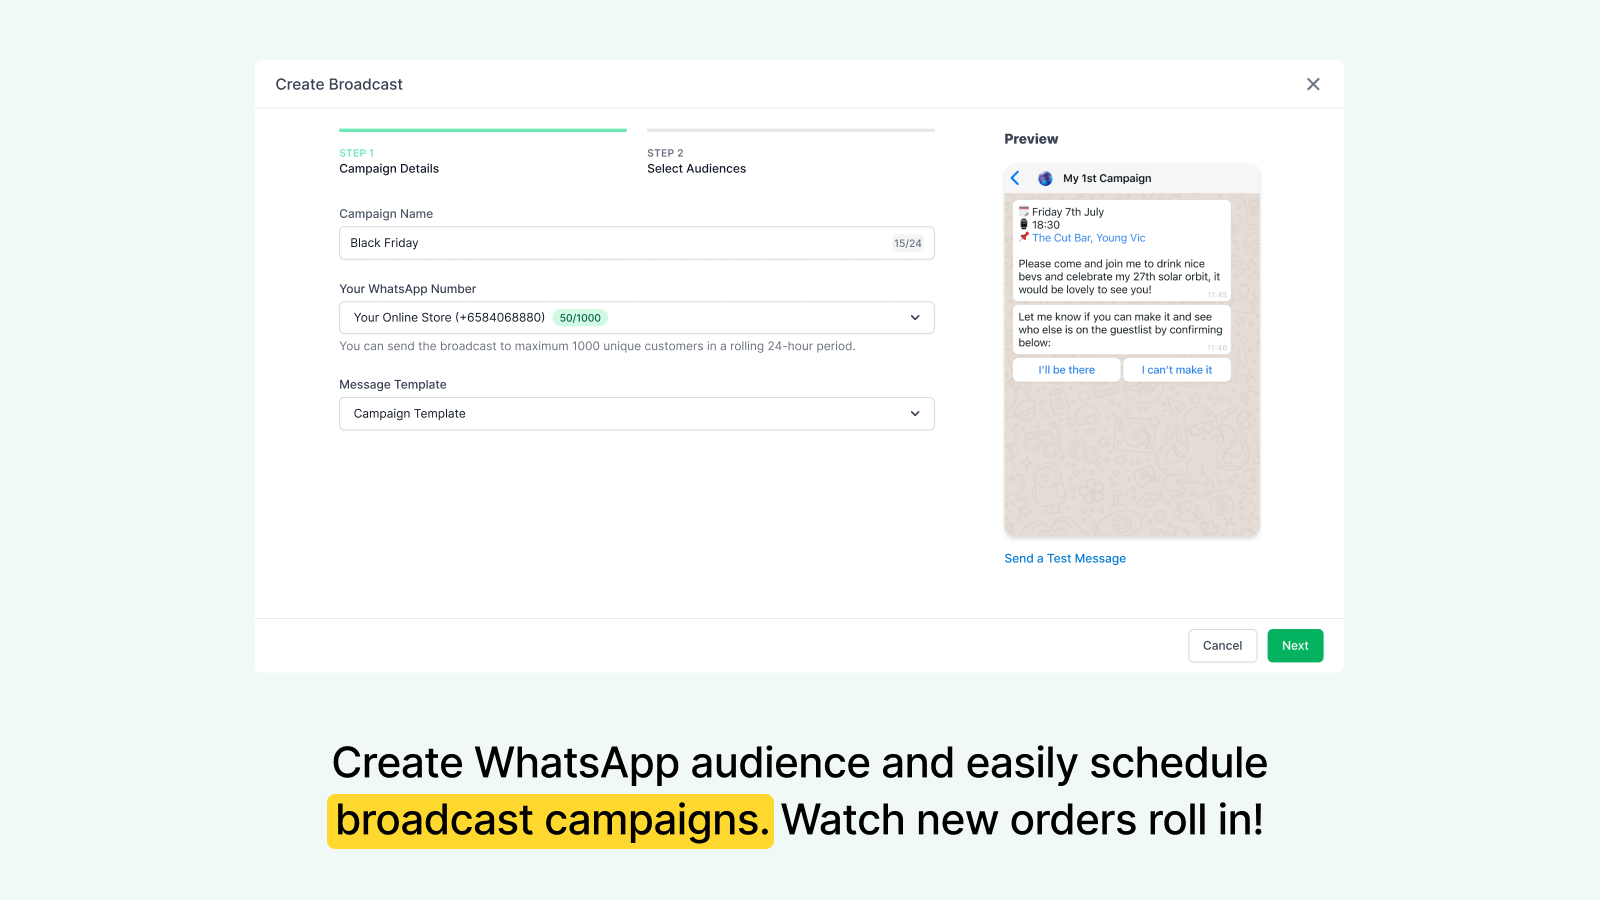 Create Broadcast
STEP 1
Campaign Details
STEP 2
Select Audiences
Campaign Name
Black Friday
15/24
Your WhatsApp Number
Your Online Store (+6584068880) 50/1000
You can send the broadcast to maximum 1000 unique customers in a rolling 24-hour period.
Message Template
Campaign Template
Preview
My 1st Campaign
Friday 7th July
18:30
The Cut Bar, Young Vic
Please come and join me to drink nice
bevs and celebrate my 27th solar orbit, it
would be lovely to see you!
11:45
Let me know if you can make it and see
who else is on the guestlist by confirming
below:
11:46
I'll be there
I can't make it
Send a Test Message
Cancel
Next
Create WhatsApp audience and easily schedule
broadcast campaigns. Watch new orders roll in!